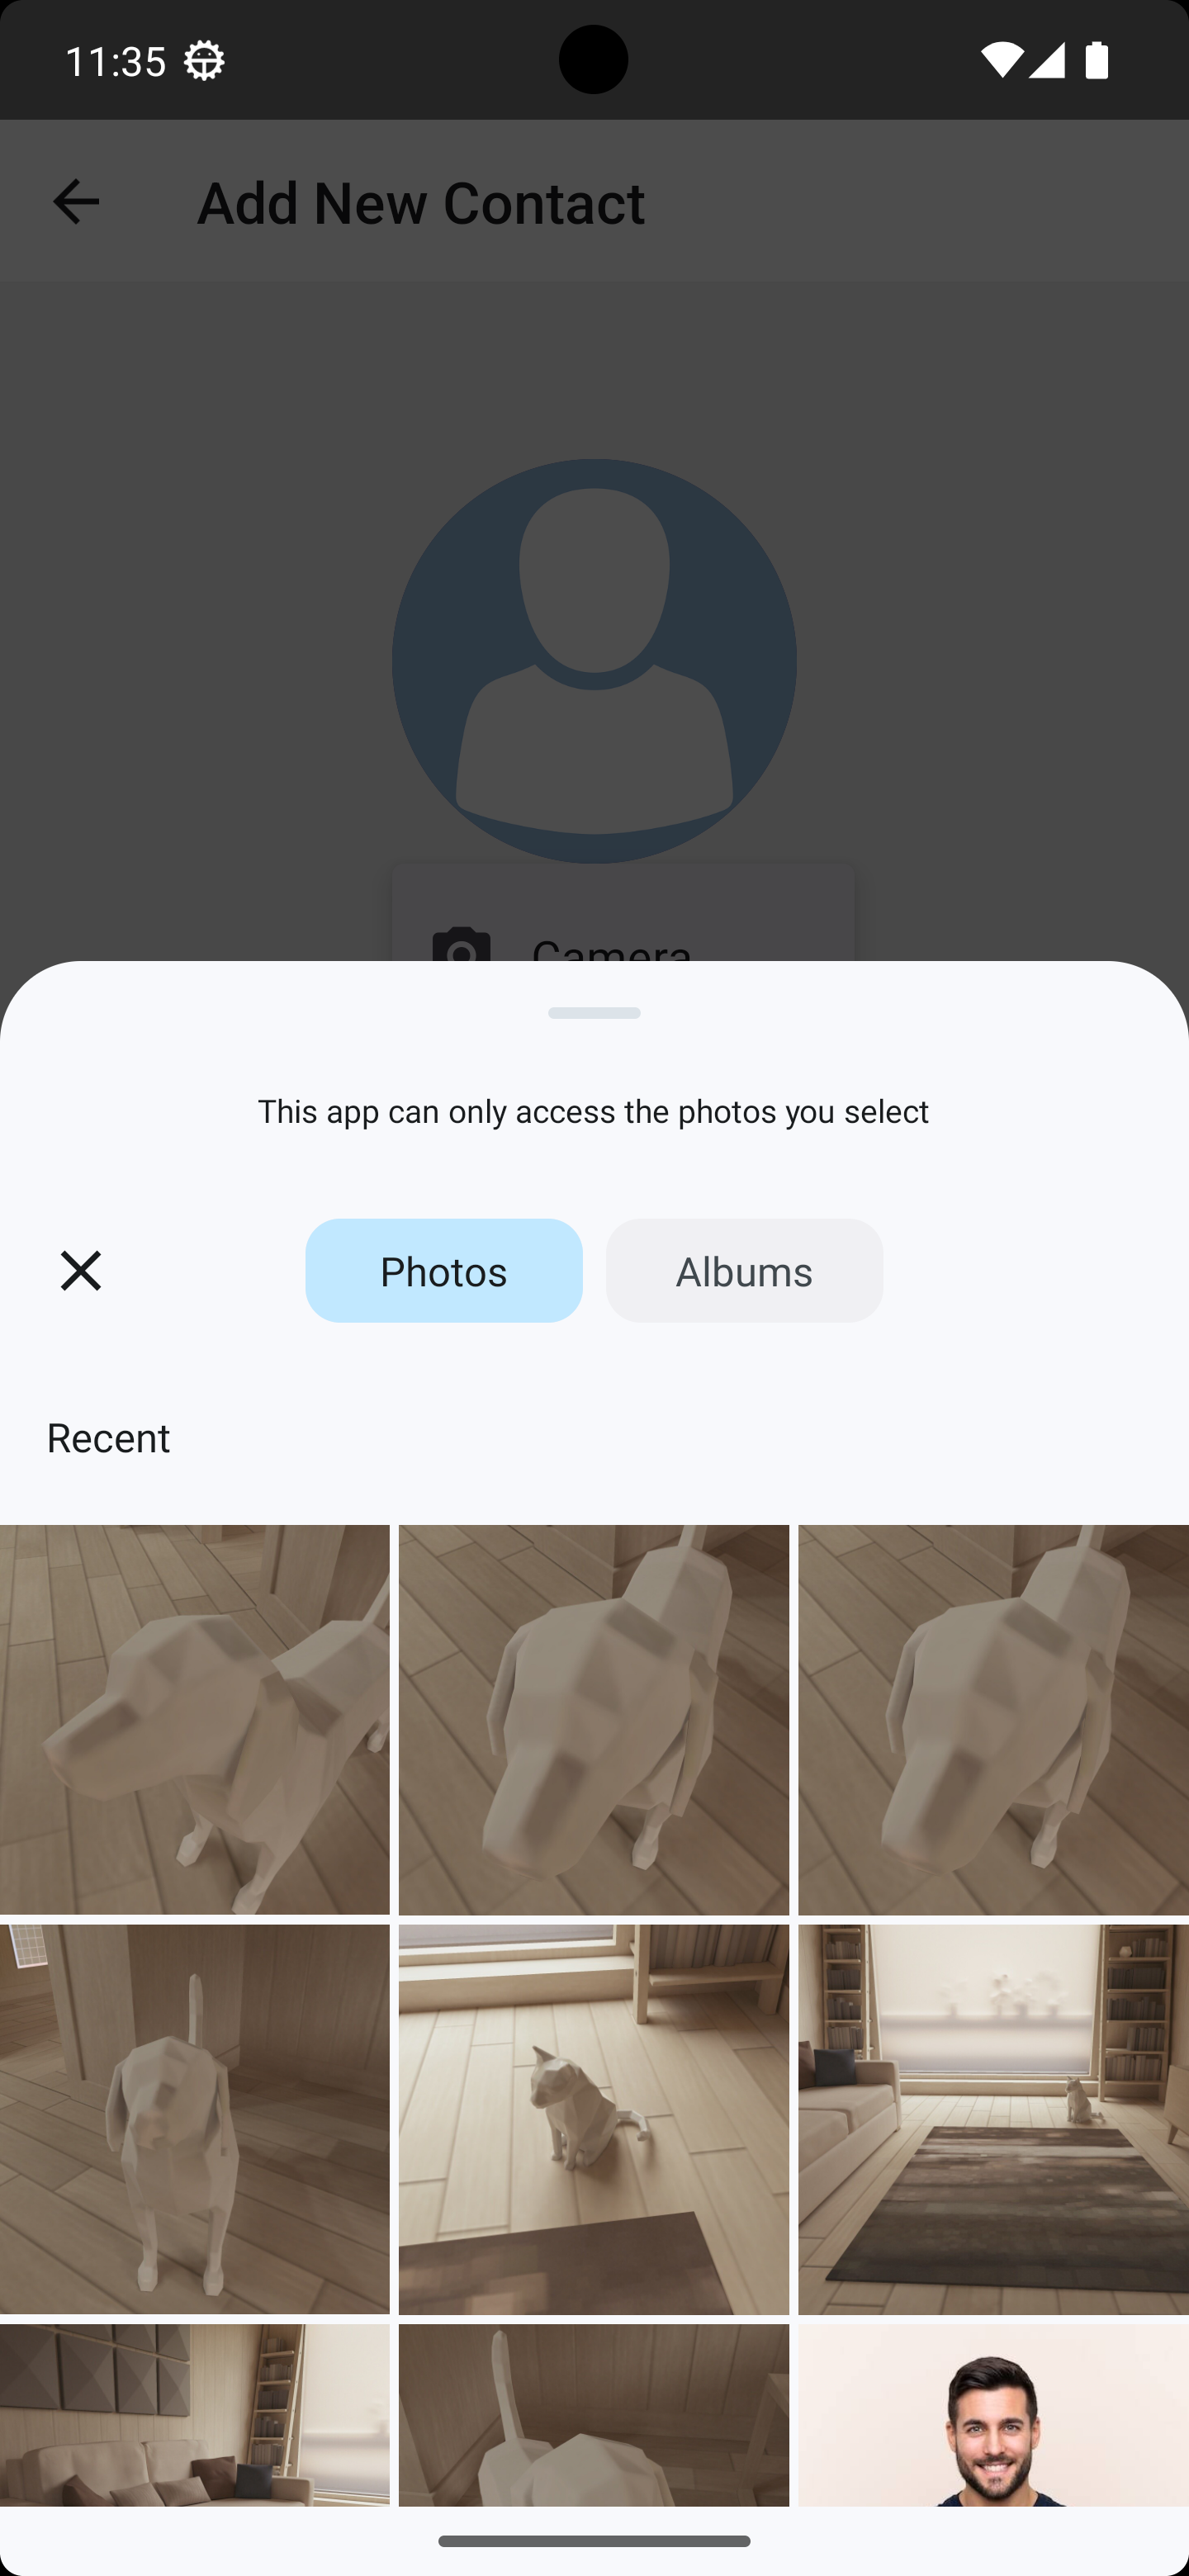 11:35
Add New Contact
Camera
This app can only access the photos you select
Photos
Albums
Recent